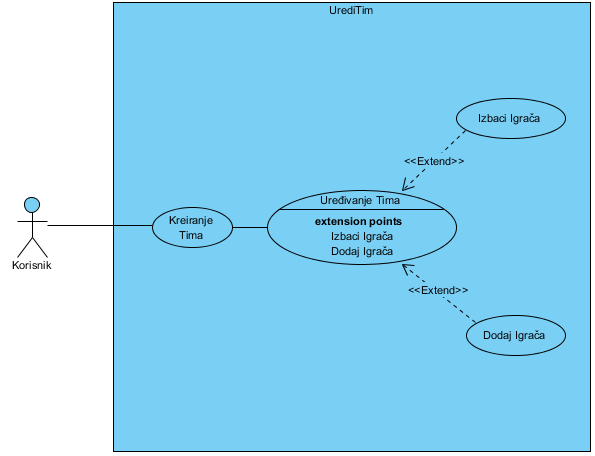 UrediTim
Izbaci Igrača
<<Extend>>
Uređivanje Tima
extension points
Izbaci Igrača
Dodaj Igrača
Kreiranje
Tima
Korisnik
<<Extend>>
Dodaj Igrača